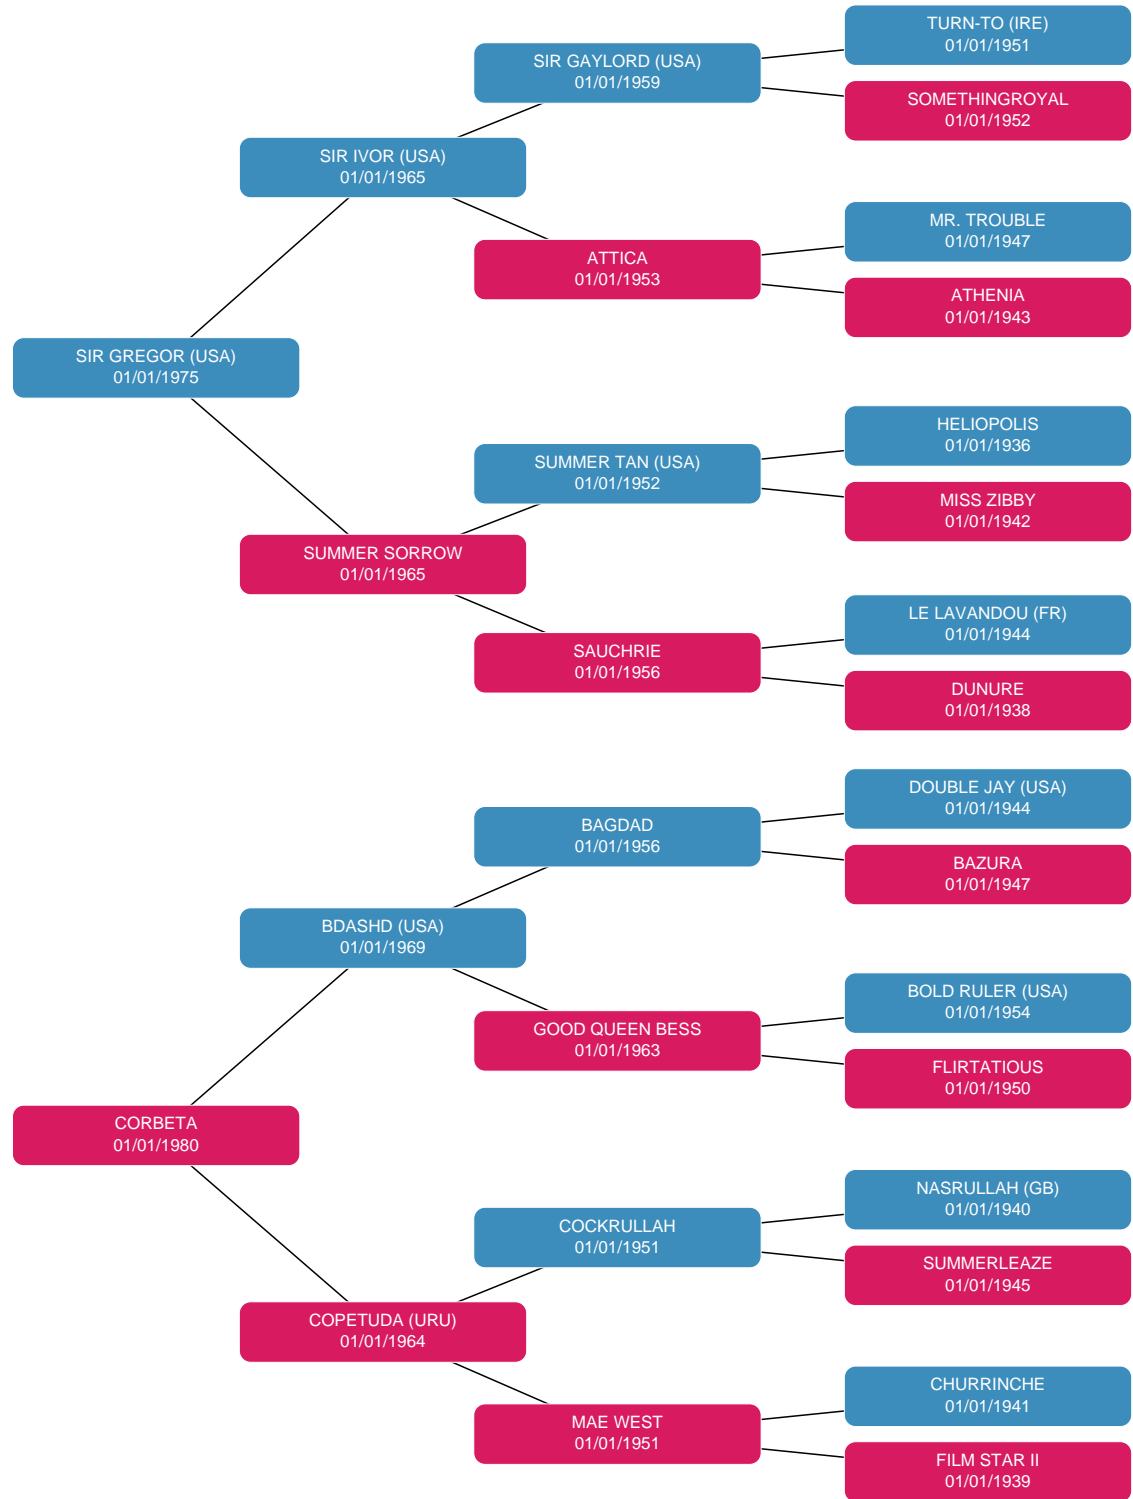 TURN-TO (IRE)
01/01/1951
SIR GAYLORD (USA)
01/01/1959
SOMETHINGROYAL
01/01/1952
SIR IVOR (USA)
01/01/1965
MR. TROUBLE
01/01/1947
ATTICA
01/01/1953
ATHENIA
01/01/1943
SIR GREGOR (USA)
01/01/1975
HELIOPOLIS
01/01/1936
SUMMER TAN (USA)
01/01/1952
MISS ZIBBY
01/01/1942
SUMMER SORROW
01/01/1965
LE LAVANDOU (FR)
01/01/1944
SAUCHRIE
01/01/1956
DUNURE
01/01/1938
DOUBLE JAY (USA)
01/01/1944
BAGDAD
01/01/1956
BAZURA
01/01/1947
BDASHD (USA)
01/01/1969
BOLD RULER (USA)
01/01/1954
GOOD QUEEN BESS
01/01/1963
FLIRTATIOUS
01/01/1950
CORBETA
01/01/1980
NASRULLAH (GB)
01/01/1940
COCKRULLAH
01/01/1951
SUMMERLEAZE
01/01/1945
COPETUDA (URU)
01/01/1964
CHURRINCHE
01/01/1941
MAE WEST
01/01/1951
FILM STAR II
01/01/1939